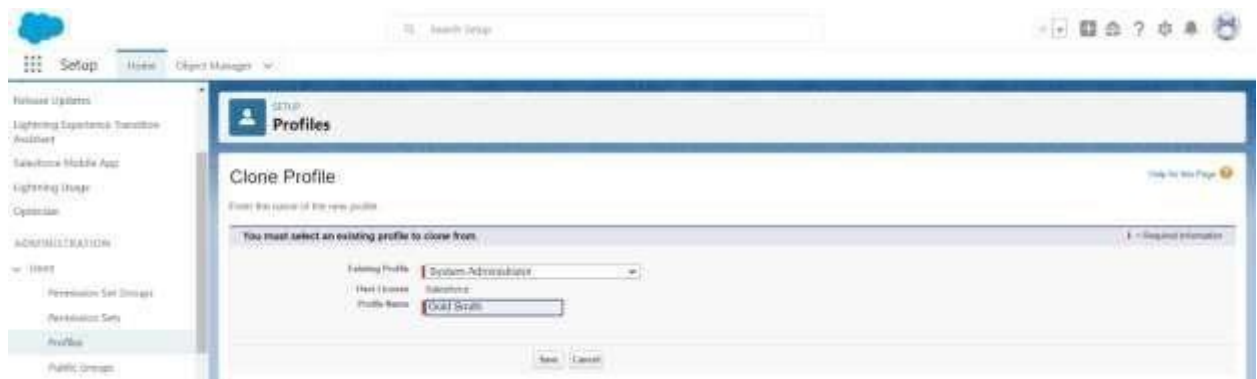 Search Setup
Setup Home Object Manager
Release Updates
Lightning Experience Transition
Assistant
Salesforce Mobile App
Lightning Usage
Optimizer
ADMINISTRATION
Users
Permission Set Groups
Permission Sets
Profiles
Public Groups
SETUP
Profiles
Clone Profile
Help for this Page
Enter the name of the new profile.
You must select an existing profile to clone from.
= Required Information
Existing Profile System Administrator
User License Salesforce
Profile Name Gold Smith
Save Cancel